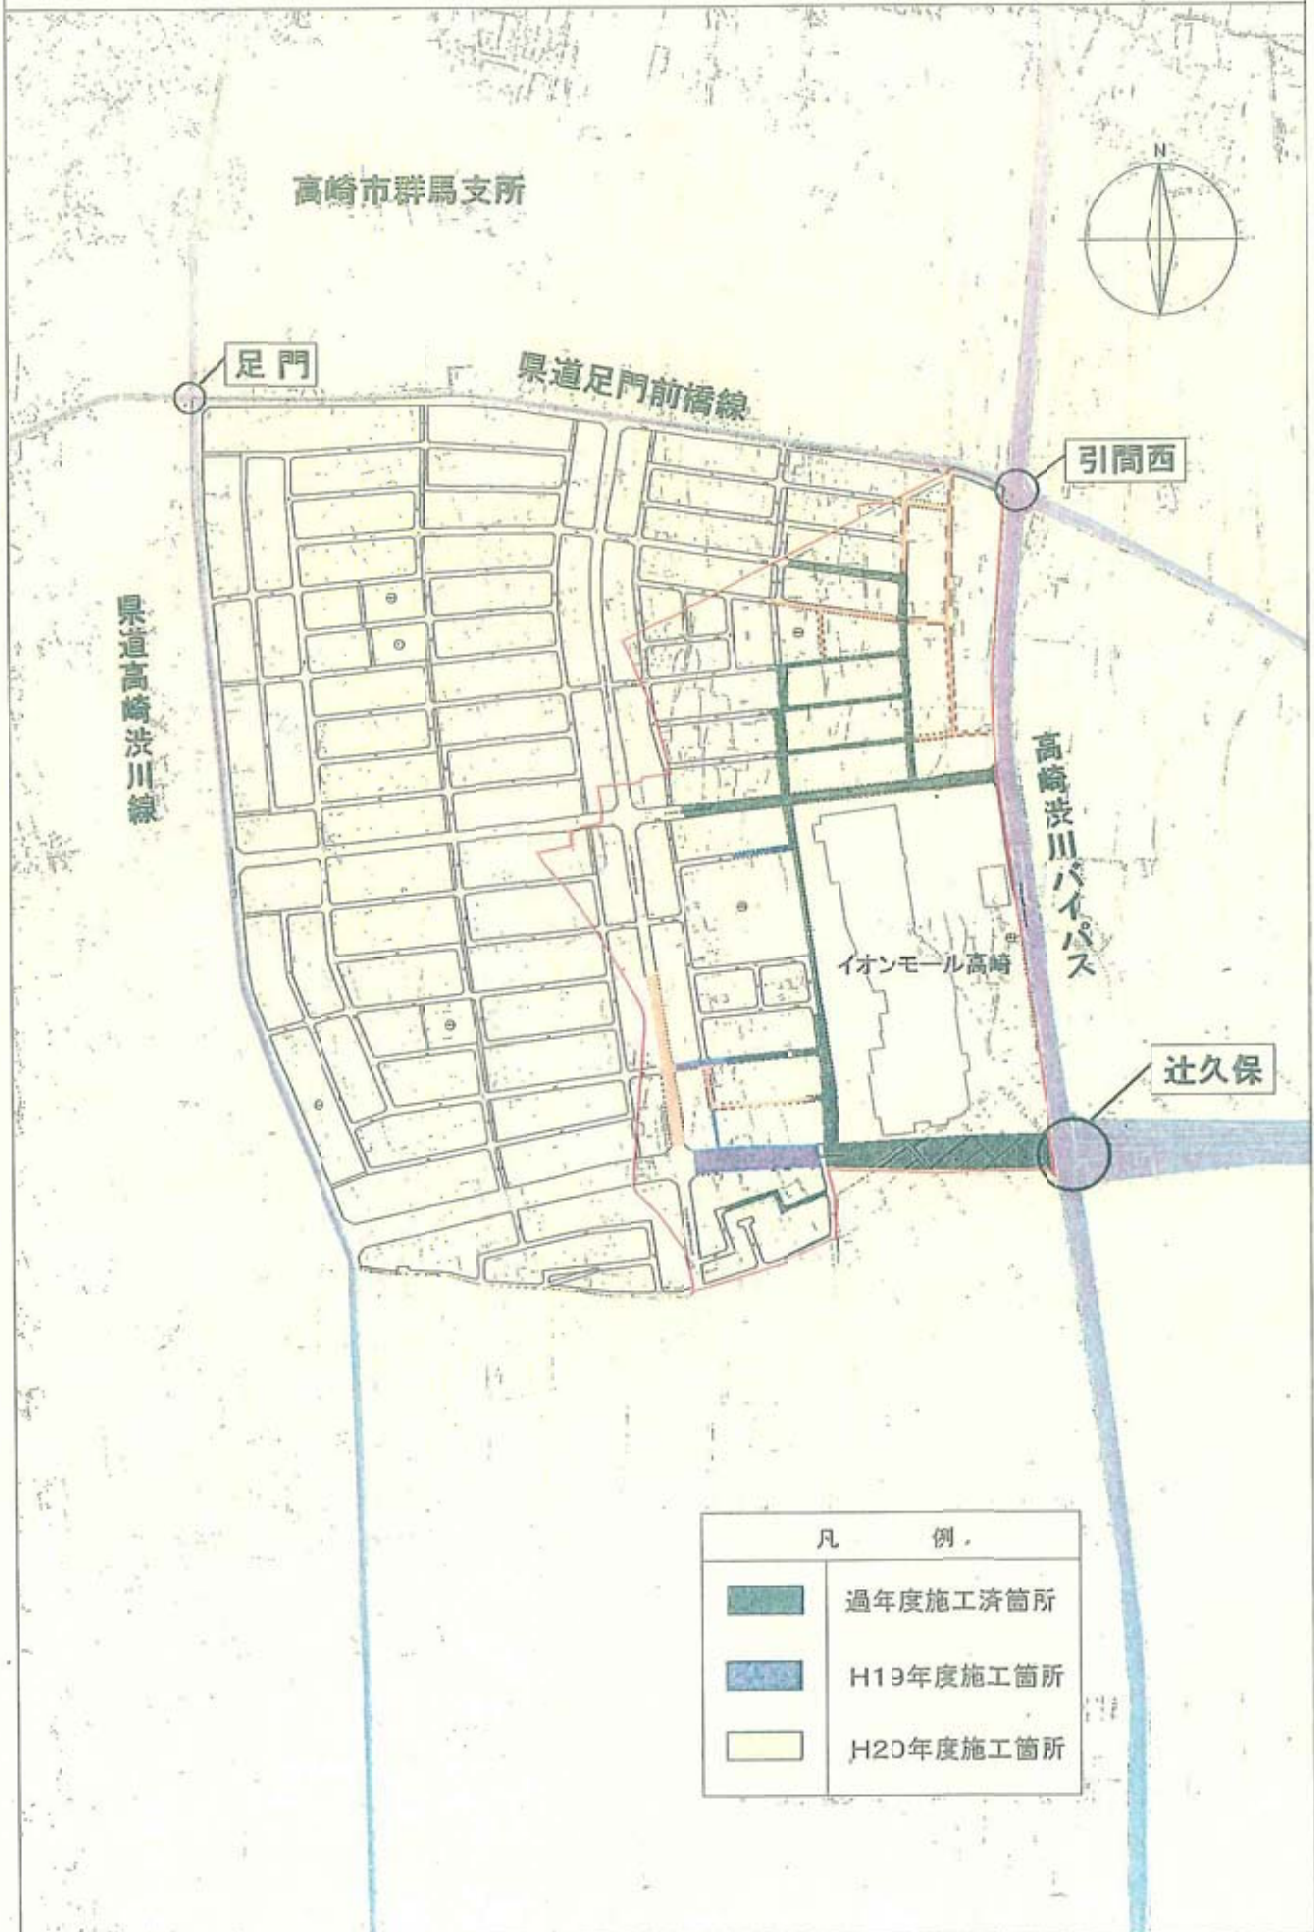 高崎市群馬支所
N
足門
県道足門前橋線
引間西
県道高崎渋川線
高崎渋川バイパス
イオンモール高崎
辻久保
凡 例
過年度施工済箇所
H19年度施工箇所
H20年度施工箇所